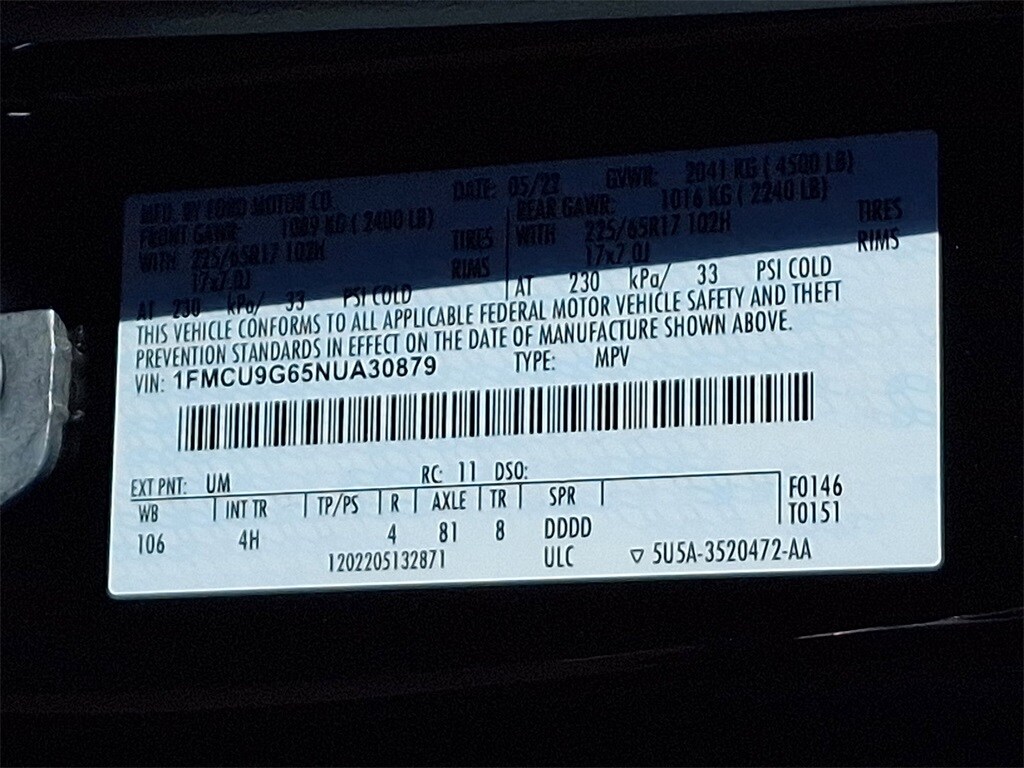 MFD. BY FORD MOTOR CO. DATE: 05/22 GVWR: 2041 KG ( 4500 LB)
FRONT GAWR: 1089 KG ( 2400 LB) REAR GAWR: 1016 KG ( 2240 LB)
WITH 225/65R17 102H TIRES WITH 225/65R17 102H TIRES
17x7.0J RIMS 17x7.0J RIMS
AT 230 kPa/ 33 PSI COLD AT 230 kPa/ 33 PSI COLD
THIS VEHICLE CONFORMS TO ALL APPLICABLE FEDERAL MOTOR VEHICLE SAFETY AND THEFT
PREVENTION STANDARDS IN EFFECT ON THE DATE OF MANUFACTURE SHOWN ABOVE.
VIN: 1FMCU9G65NUA30879 TYPE: MPV
EXT PNT: UM RC: 11 DSO:
WB INT TR TP/PS R AXLE TR SPR F0146
106 4H 4 81 8 DDDD T0151
1202205132871 ULC ▽ 5U5A-3520472-AA